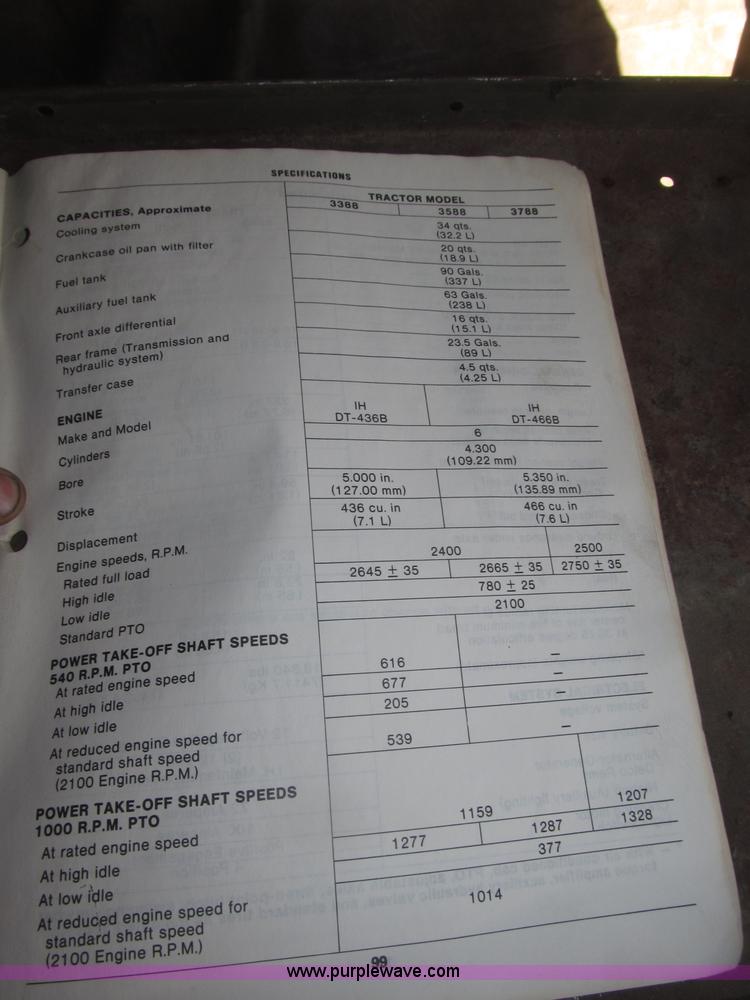 SPECIFICATIONS
TRACTOR MODEL
CAPACITIES, Approximate 3388 3588 3788
Cooling system 34 qts.
(32.2 L)
Crankcase oil pan with filter 20 qts.
(18.9 L)
Fuel tank 90 Gals.
(337 L)
Auxiliary fuel tank 63 Gals.
(238 L)
Front axle differential 16 qts.
(15.1 L)
Rear frame (Transmission and 23.5 Gals.
hydraulic system) (89 L)
Transfer case 4.5 qts.
(4.25 L)
ENGINE
Make and Model IH IH
DT-436B DT-466B
Cylinders 6
Bore 4.300
(109.22 mm)
Stroke 5.000 in. 5.350 in.
(127.00 mm) (135.89 mm)
Displacement 436 cu. in 466 cu. in
(7.1 L) (7.6 L)
Engine speeds, R.P.M.
Rated full load 2400 2500
High idle 2645 ± 35 2665 ± 35 2750 ± 35
Low idle 780 ± 25
Standard PTO 2100
POWER TAKE-OFF SHAFT SPEEDS
540 R.P.M. PTO
At rated engine speed 616 —
At high idle 677 —
At low idle 205 —
At reduced engine speed for
standard shaft speed 539 —
(2100 Engine R.P.M.)
POWER TAKE-OFF SHAFT SPEEDS
1000 R.P.M. PTO
At rated engine speed 1159 1207
At high idle 1277 1287 1328
At low idle 377
At reduced engine speed for
standard shaft speed 1014
(2100 Engine R.P.M.)
99
www.purplewave.com